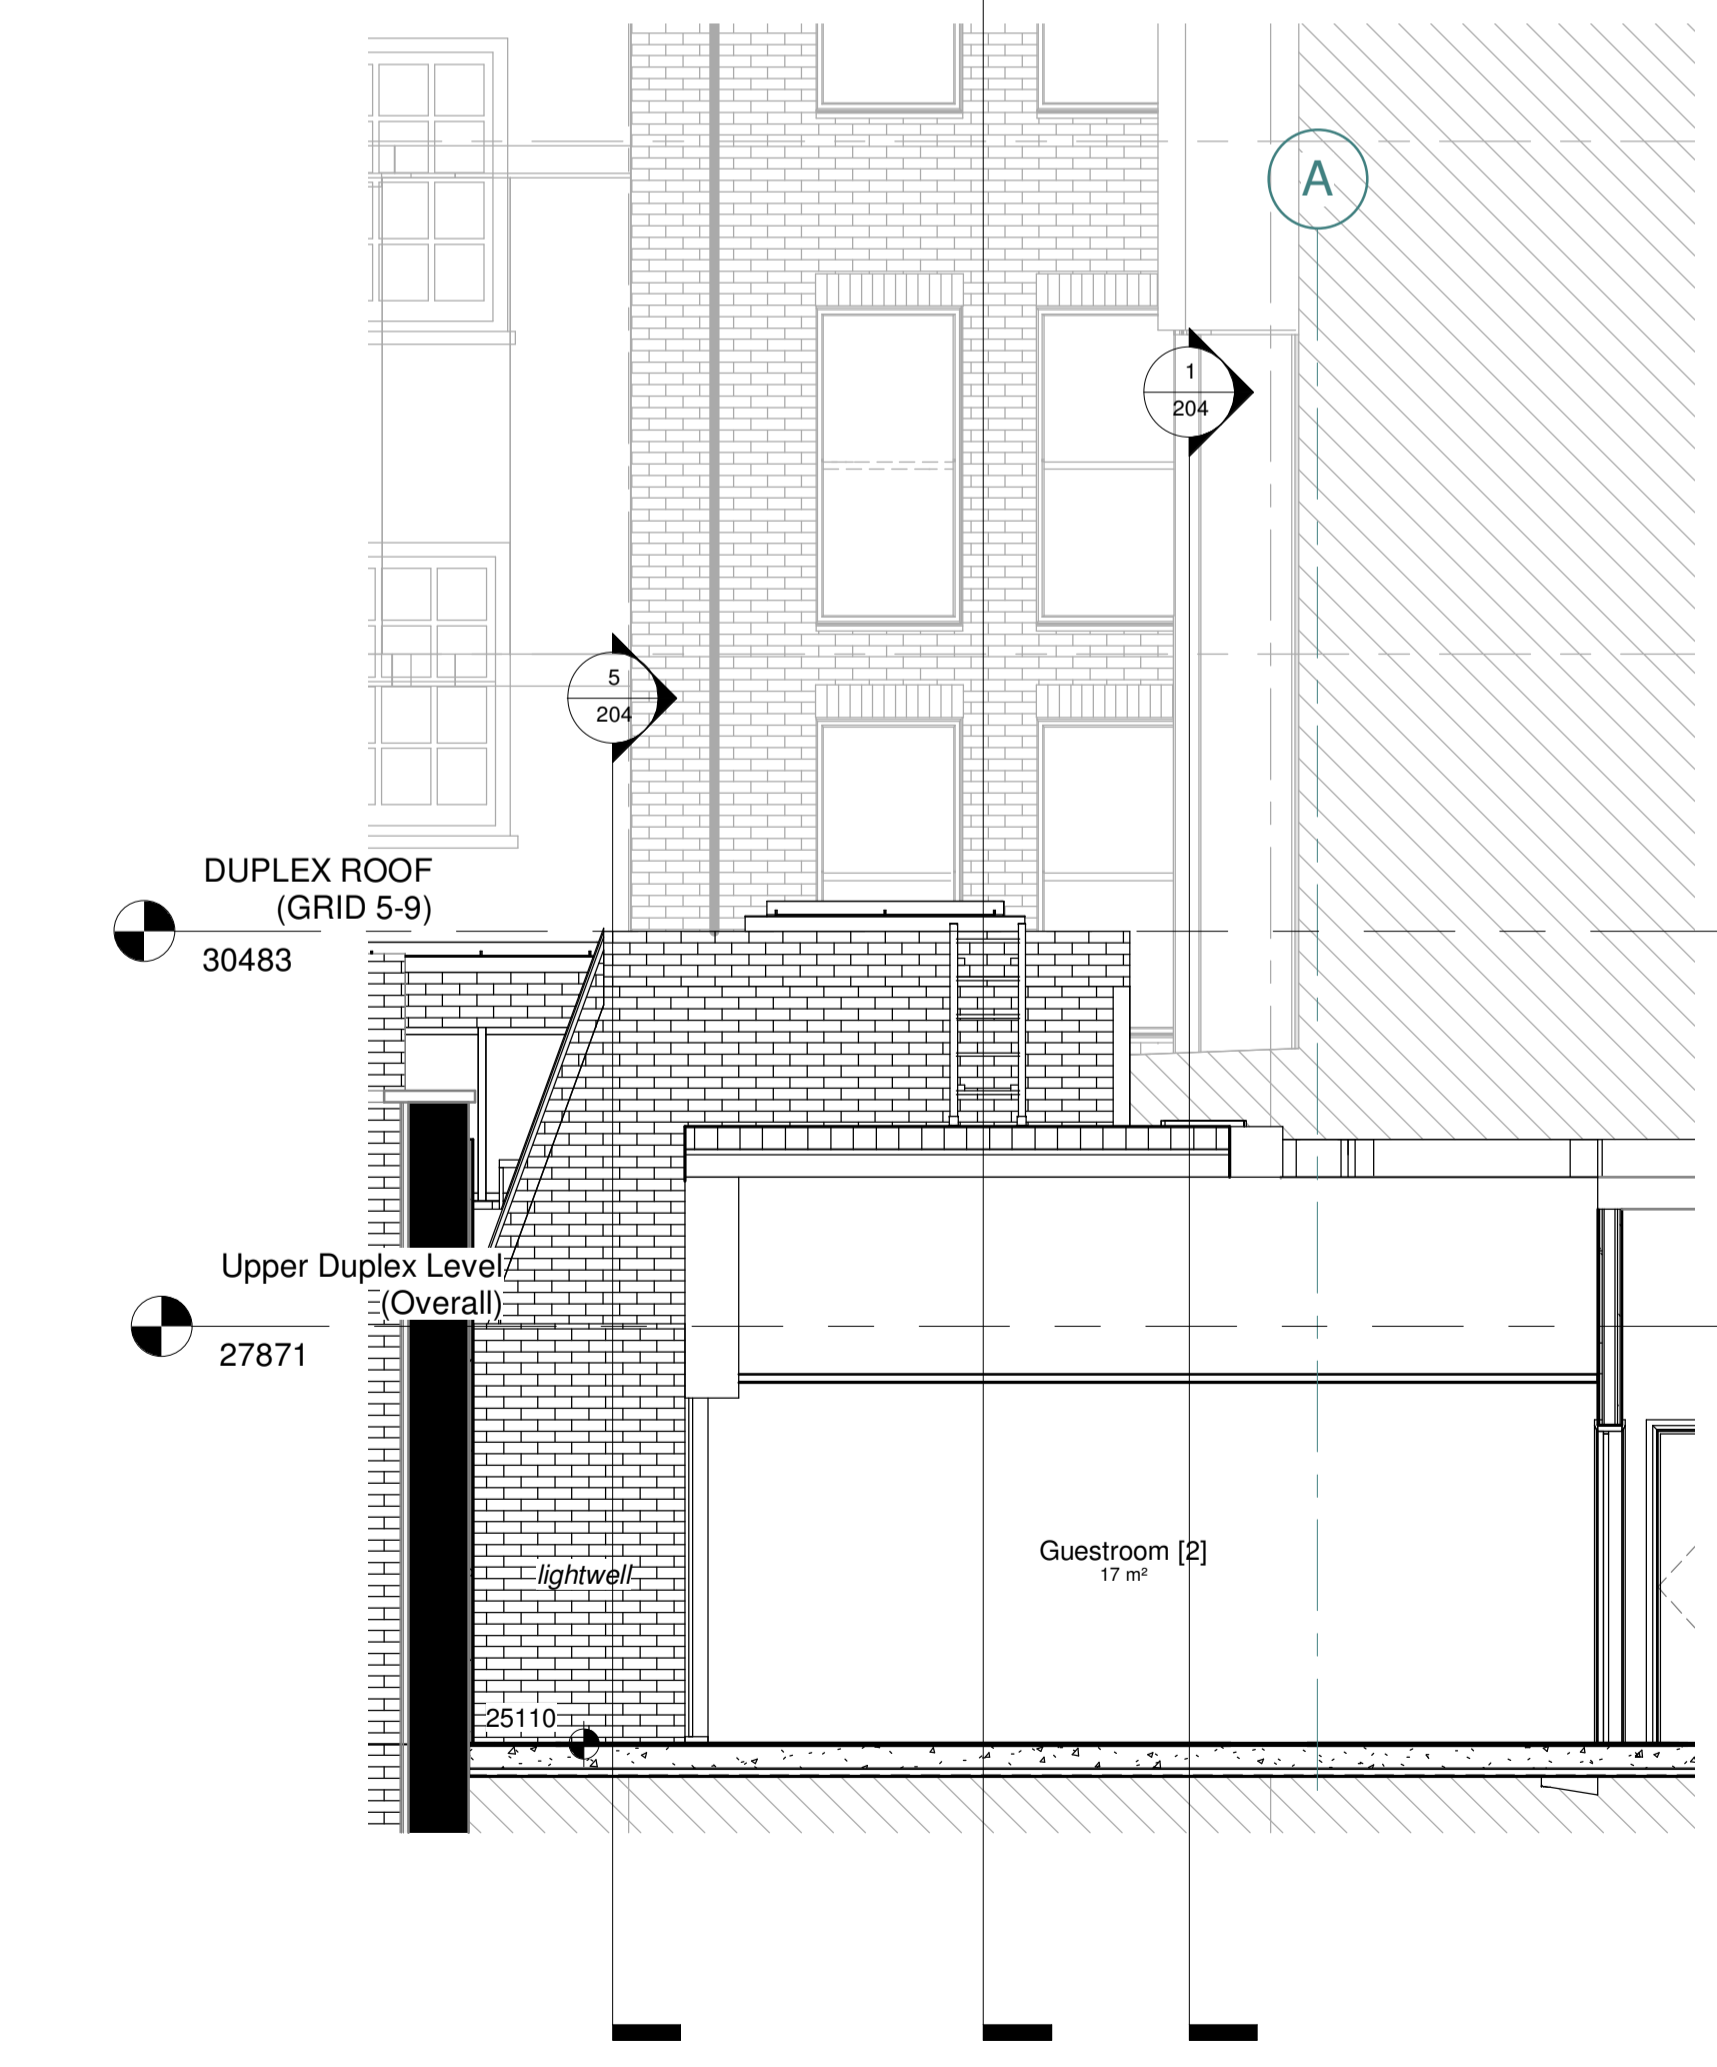 A
1
204
5
204
DUPLEX ROOF
(GRID 5-9)
30483
Upper Duplex Level
(Overall)
27871
Guestroom [2]
17 m²
lightwell
25110